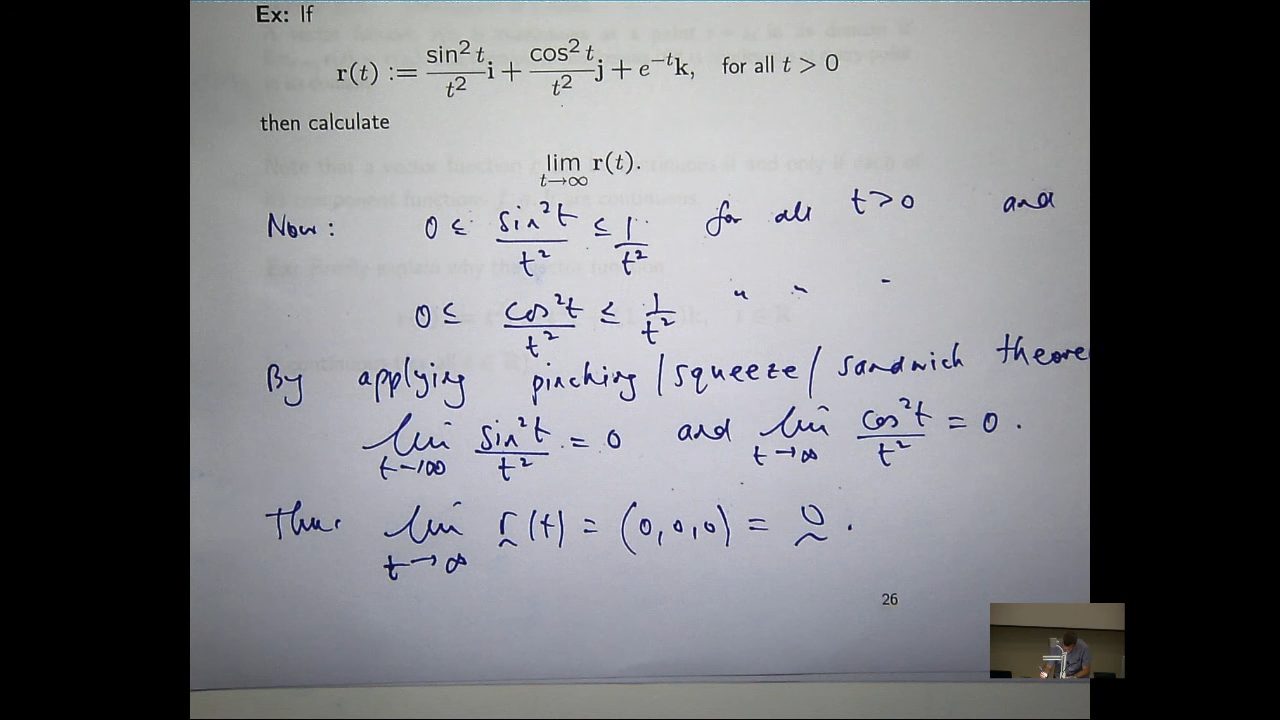 Ex: If
r(t) := sin² t/t² i + cos² t/t² j + e^{-t}k, for all t > 0
then calculate
lim_{t→∞} r(t).
Now: 0 ≤ sin²t/t² ≤ 1/t² for all t>0 and
0 ≤ cos²t/t² ≤ 1/t² " " "
By applying pinching / squeeze / sandwich theore
lim_{t→∞} sin²t/t² = 0 and lim_{t→∞} cos²t/t² = 0.
Thus lim_{t→∞} r(t) = (0,0,0) = 0.
26